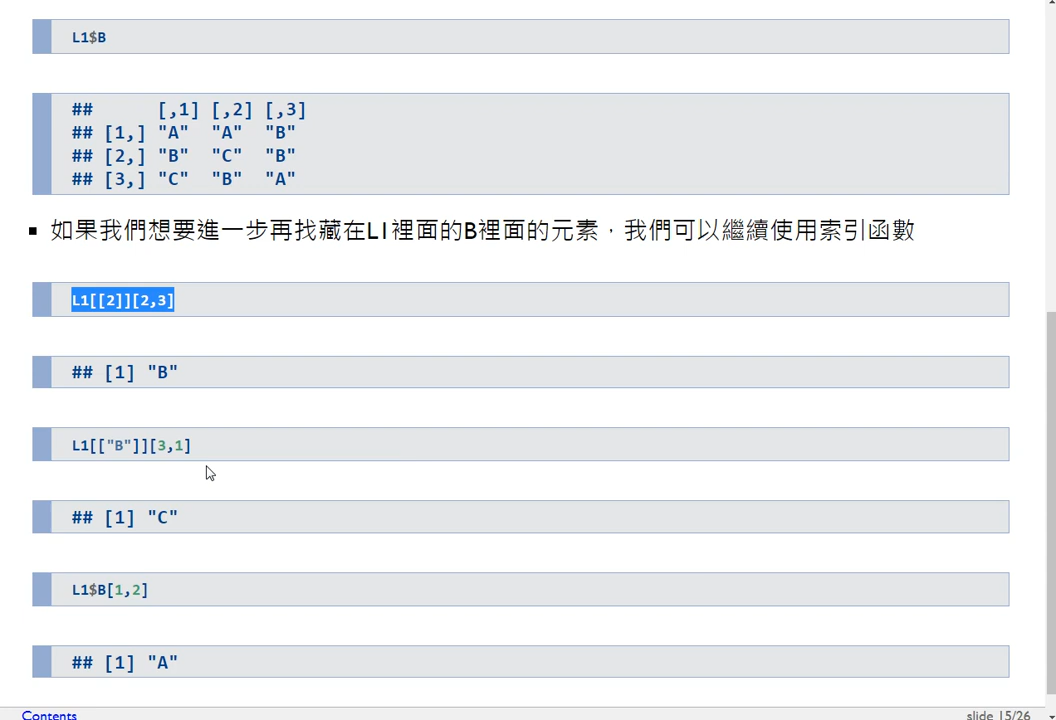 L1$B
##      [,1] [,2] [,3]
## [1,] "A"  "A"  "B"
## [2,] "B"  "C"  "B"
## [3,] "C"  "B"  "A"
▪ 如果我們想要進一步再找藏在L1裡面的B裡面的元素，我們可以繼續使用索引函數
L1[[2]][2,3]
## [1] "B"
L1[["B"]][3,1]
## [1] "C"
L1$B[1,2]
## [1] "A"
Contents
slide 15/26